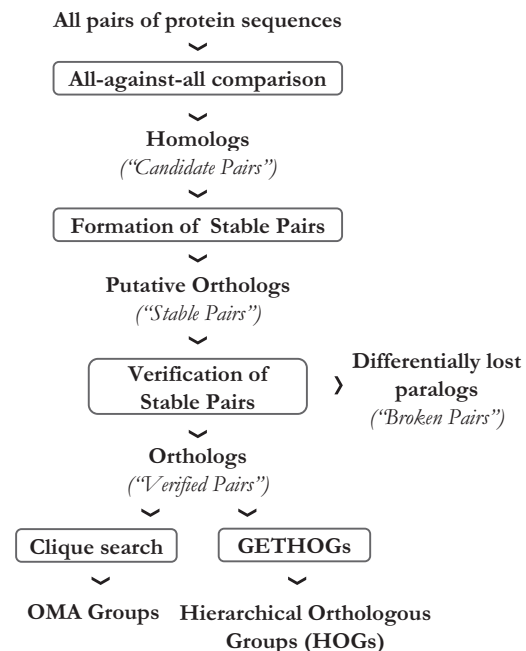 All pairs of protein sequences
All-against-all comparison
Homologs
(“Candidate Pairs”)
Formation of Stable Pairs
Putative Orthologs
(“Stable Pairs”)
Verification of
Stable Pairs
Differentially lost
paralogs
(“Broken Pairs”)
Orthologs
(“Verified Pairs”)
Clique search
GETHOGs
OMA Groups
Hierarchical Orthologous
Groups (HOGs)